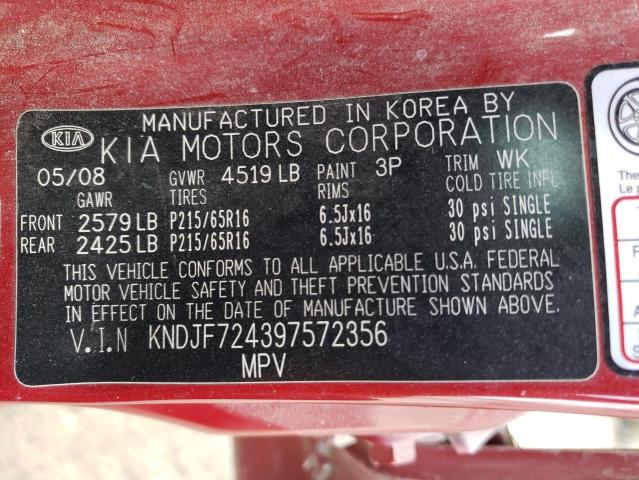 MANUFACTURED IN KOREA BY
KIA KIA MOTORS CORPORATION
05/08 GVWR 4519 LB PAINT 3P TRIM WK
GAWR TIRES RIMS COLD TIRE INFL
FRONT 2579 LB P215/65R16 6.5Jx16 30 psi SINGLE
REAR 2425 LB P215/65R16 6.5Jx16 30 psi SINGLE
THIS VEHICLE CONFORMS TO ALL APPLICABLE U.S.A. FEDERAL
MOTOR VEHICLE SAFETY AND THEFT PREVENTION STANDARDS
IN EFFECT ON THE DATE OF MANUFACTURE SHOWN ABOVE.
V.I.N KNDJF724397572356
MPV
The
Le